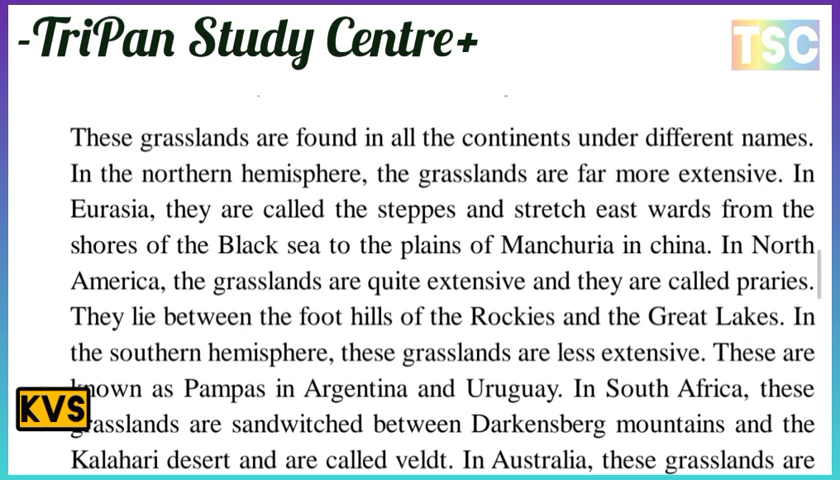 -TriPan Study Centre+
TSC
These grasslands are found in all the continents under different names.
In the northern hemisphere, the grasslands are far more extensive. In
Eurasia, they are called the steppes and stretch east wards from the
shores of the Black sea to the plains of Manchuria in china. In North
America, the grasslands are quite extensive and they are called praries.
They lie between the foot hills of the Rockies and the Great Lakes. In
the southern hemisphere, these grasslands are less extensive. These are
known as Pampas in Argentina and Uruguay. In South Africa, these
KVS
grasslands are sandwitched between Darkensberg mountains and the
Kalahari desert and are called veldt. In Australia, these grasslands are